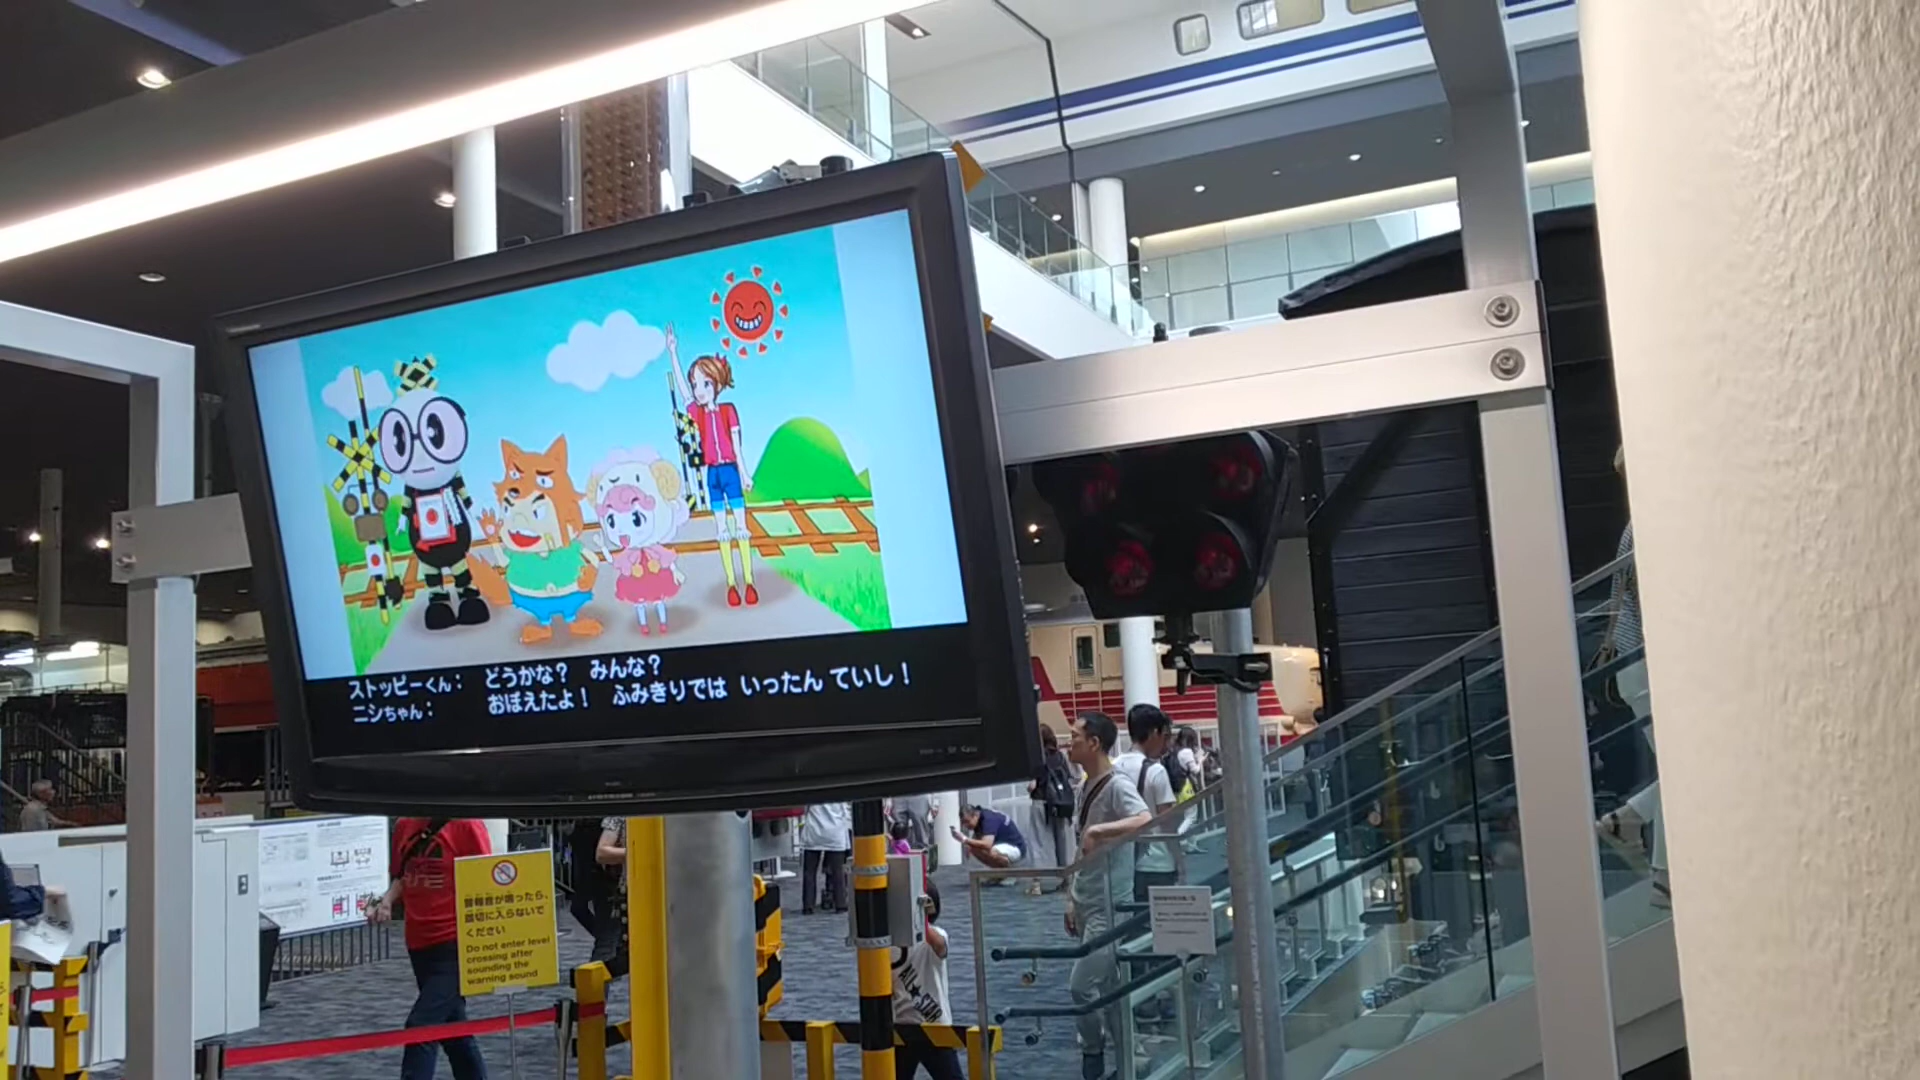 ストッピーくん： どうかな？ みんな？
ニシちゃん： おぼえたよ！ ふみきりでは いったん ていし！
警報音が鳴ったら、
踏切に入らないで
ください
Do not enter level
crossing after
sounding the
warning sound
ALL★STAR